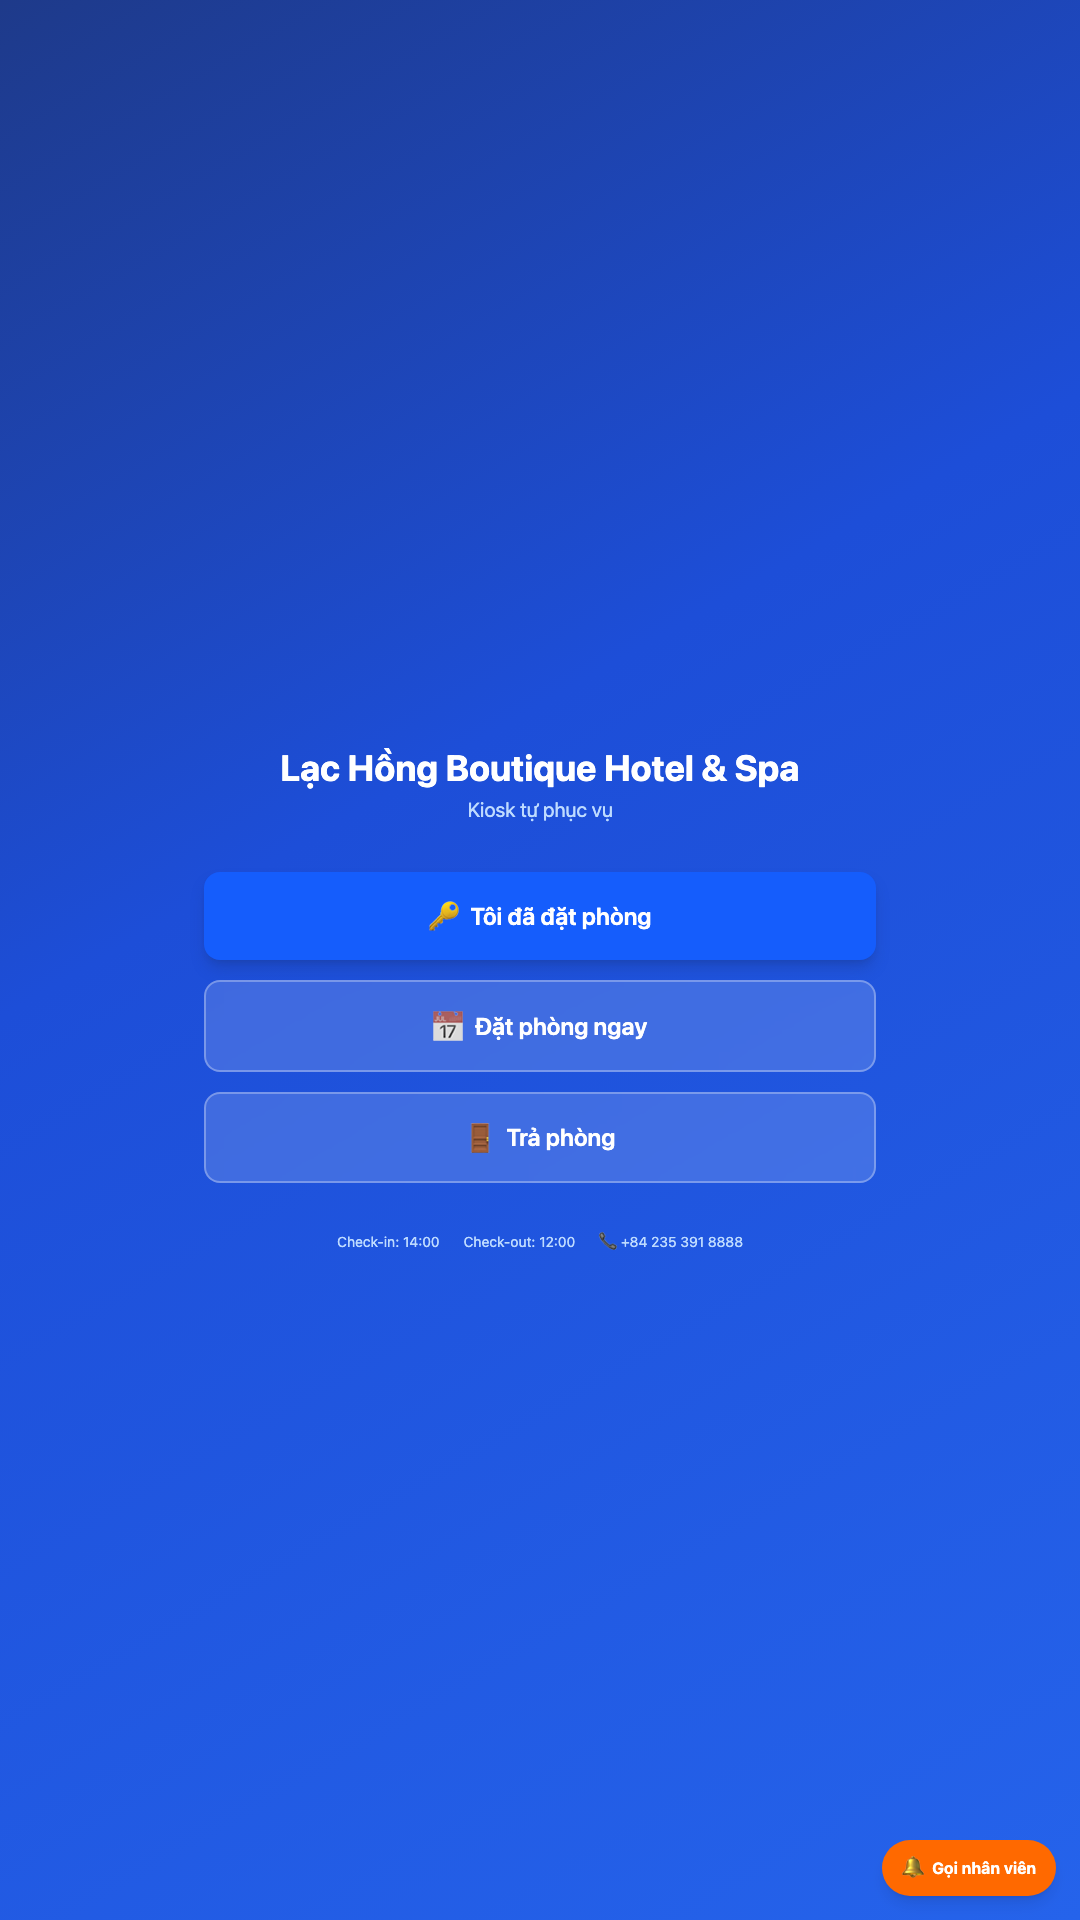 Lạc Hồng Boutique Hotel & Spa
Kiosk tự phục vụ
🔑 Tôi đã đặt phòng
📅 Đặt phòng ngay
🚪 Trả phòng
Check-in: 14:00 Check-out: 12:00 📞 +84 235 391 8888
🔔 Gọi nhân viên